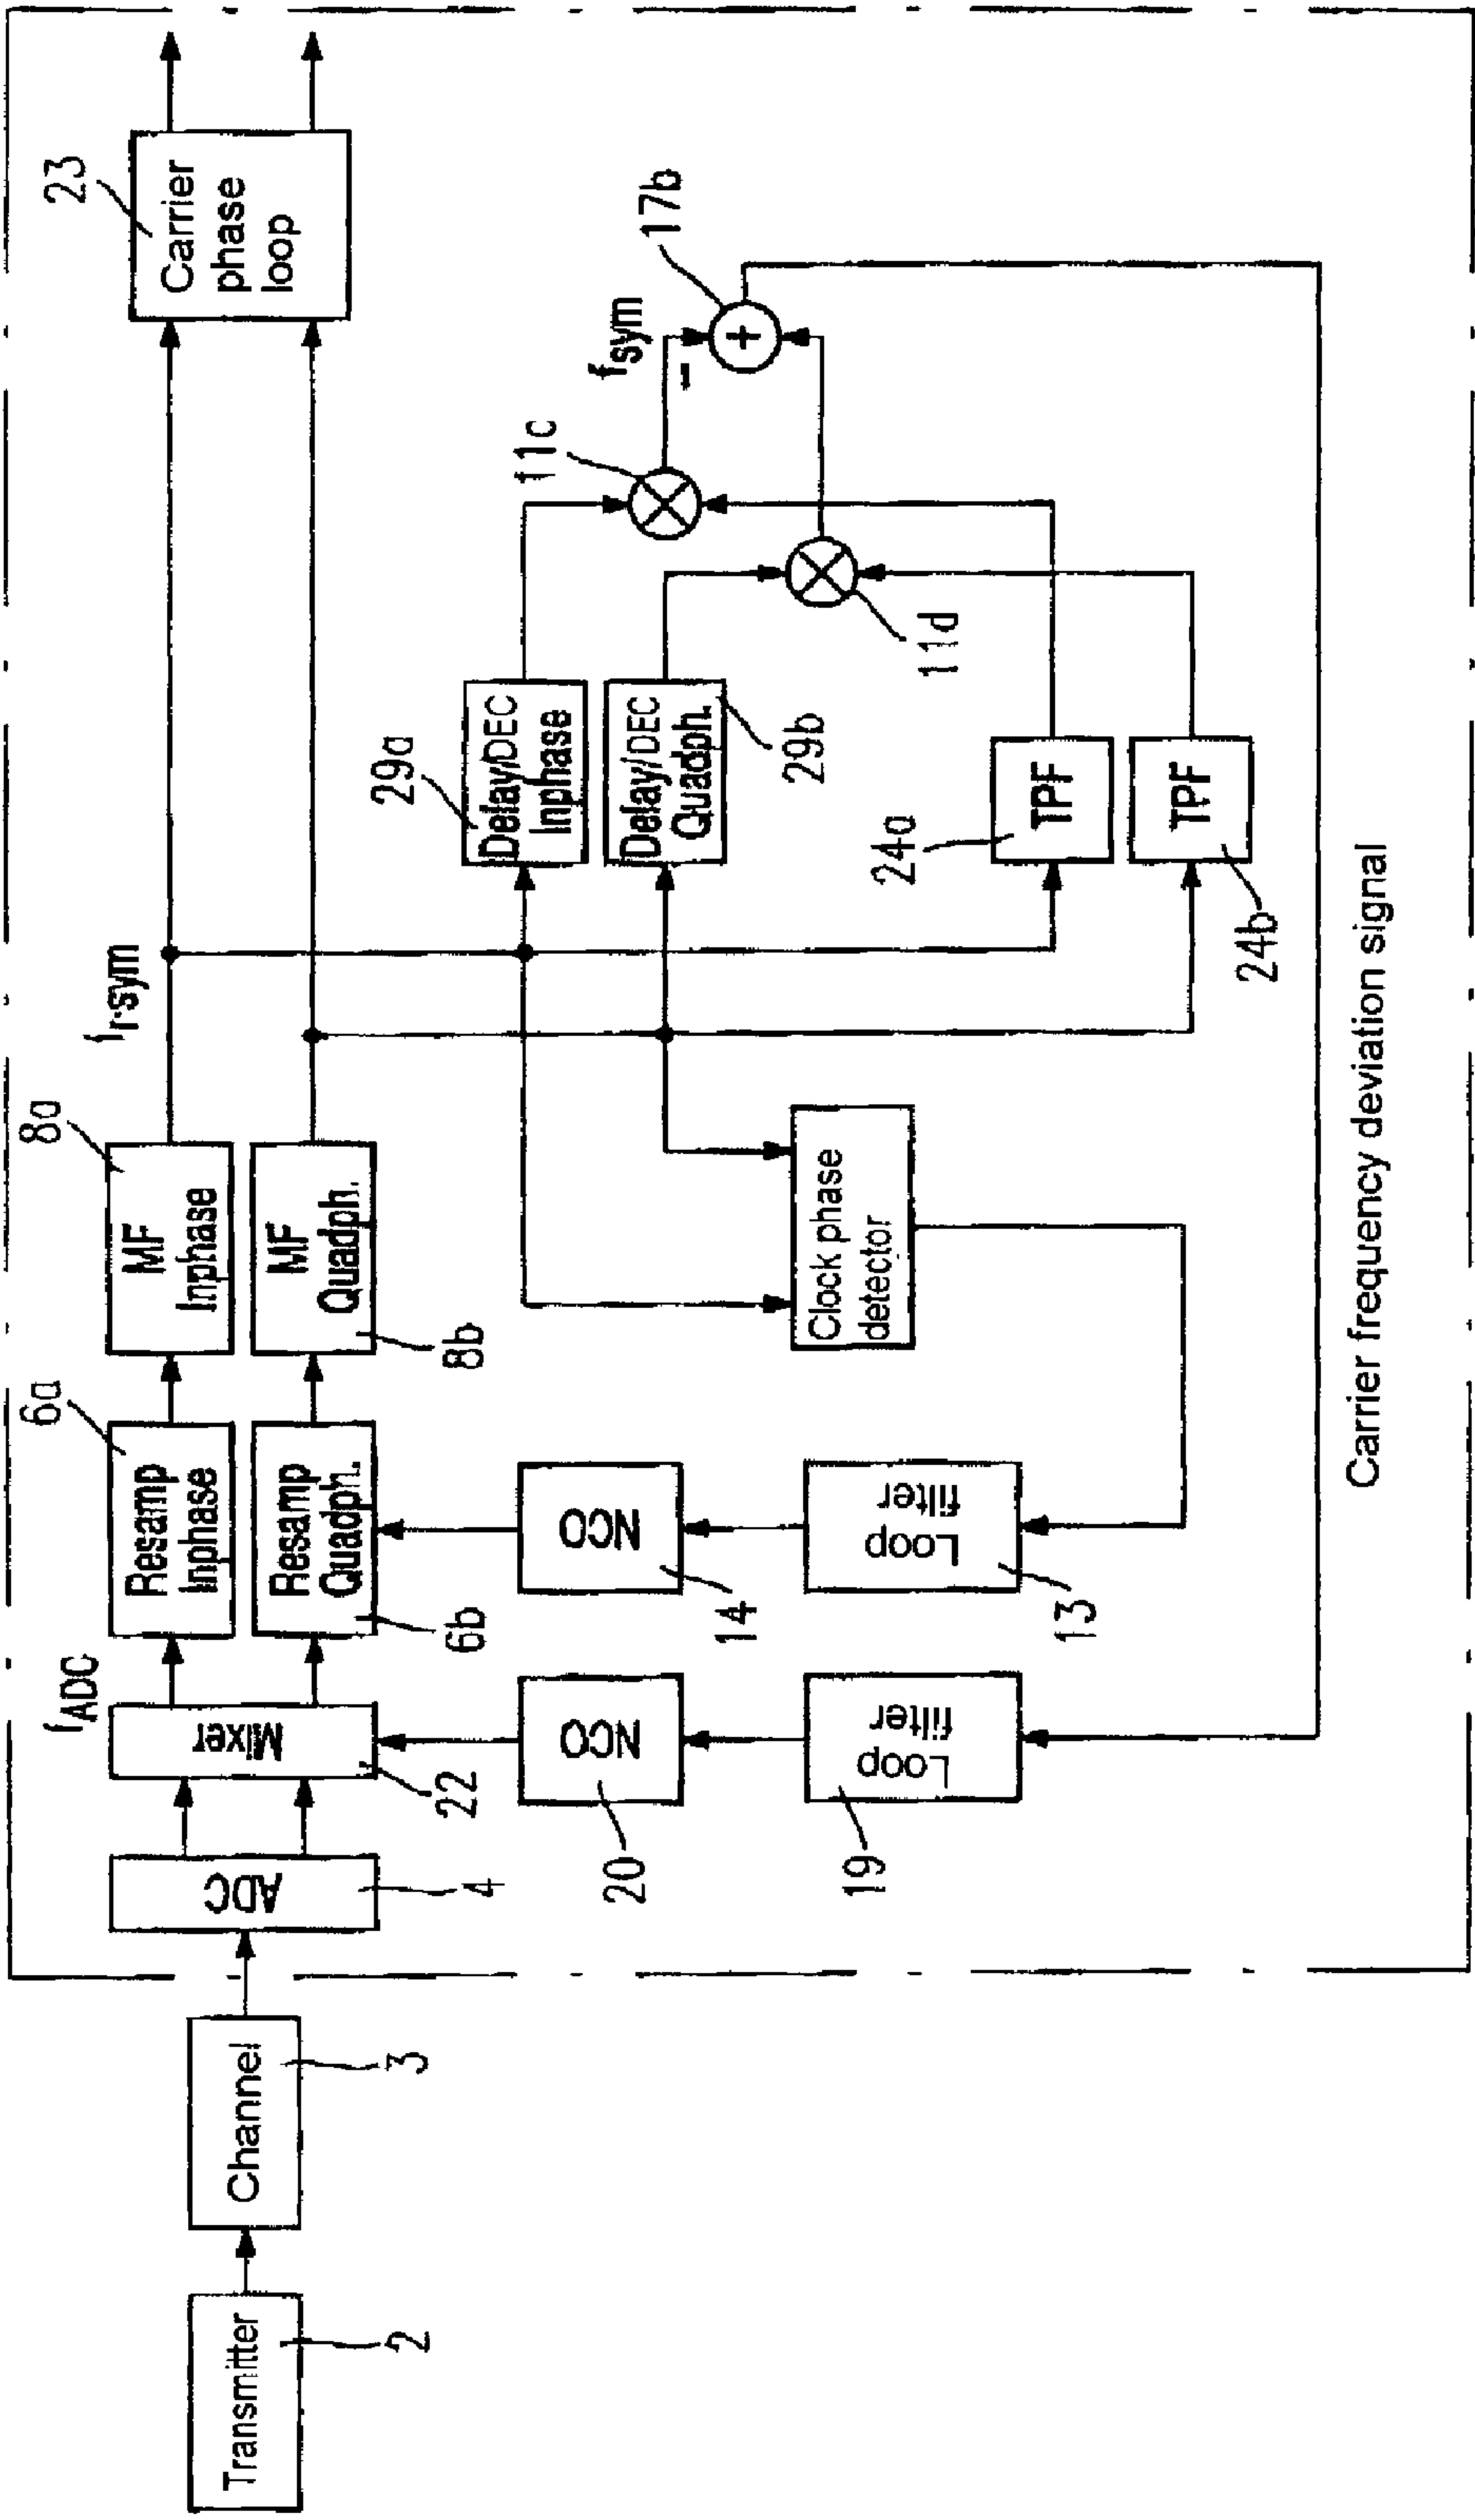 Transmitter
2
Channel
3
ADC
4
Mixer
22
fADC
Resamp
Inphase
6a
Resamp
Quadph.
6b
MF
Inphase
8a
MF
Quadph.
8b
fr·sym
Carrier
phase
loop
23
NCO
20
NCO
14
Loop
filter
19
Loop
filter
13
Clock phase
detector
Delay/DEC
Inphase
29a
Delay/DEC
Quadph.
29b
TPF
24a
TPF
24b
11c
11d
fsym
-
+
17b
Carrier frequency deviation signal